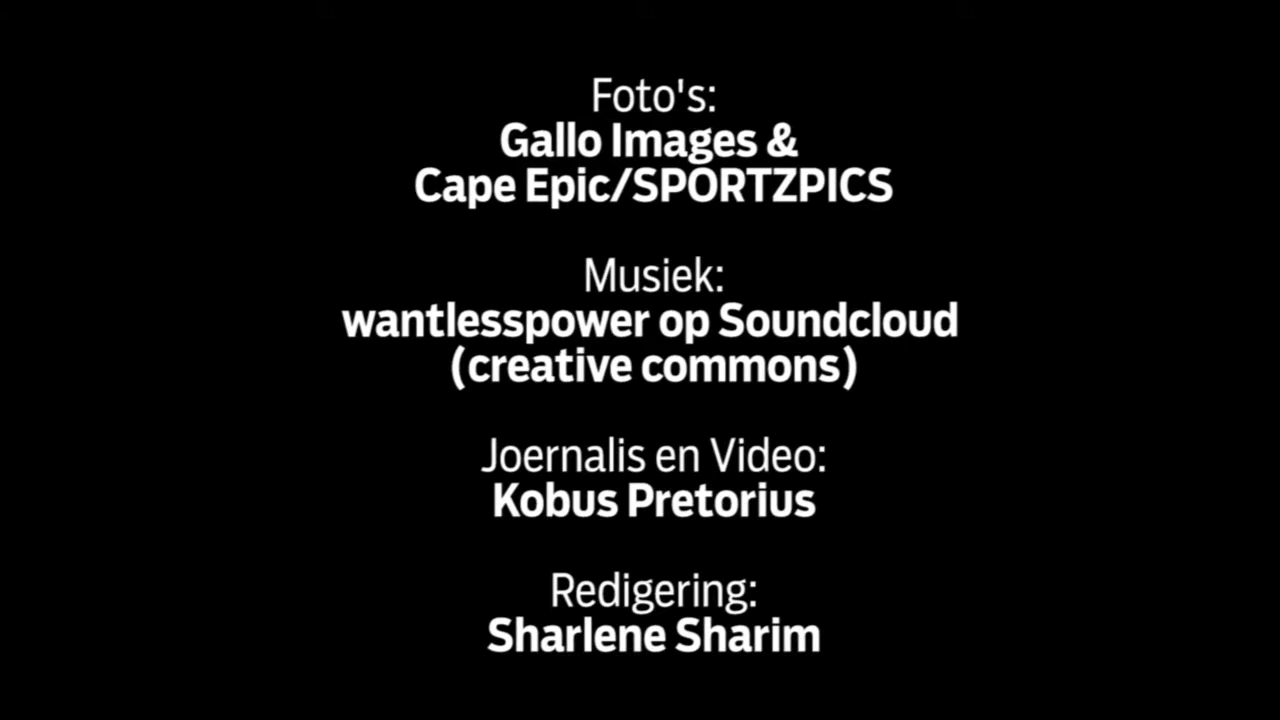 Foto's:
Gallo Images &
Cape Epic/SPORTZPICS
Musiek:
wantlesspower op Soundcloud
(creative commons)
Joernalis en Video:
Kobus Pretorius
Redigering:
Sharlene Sharim